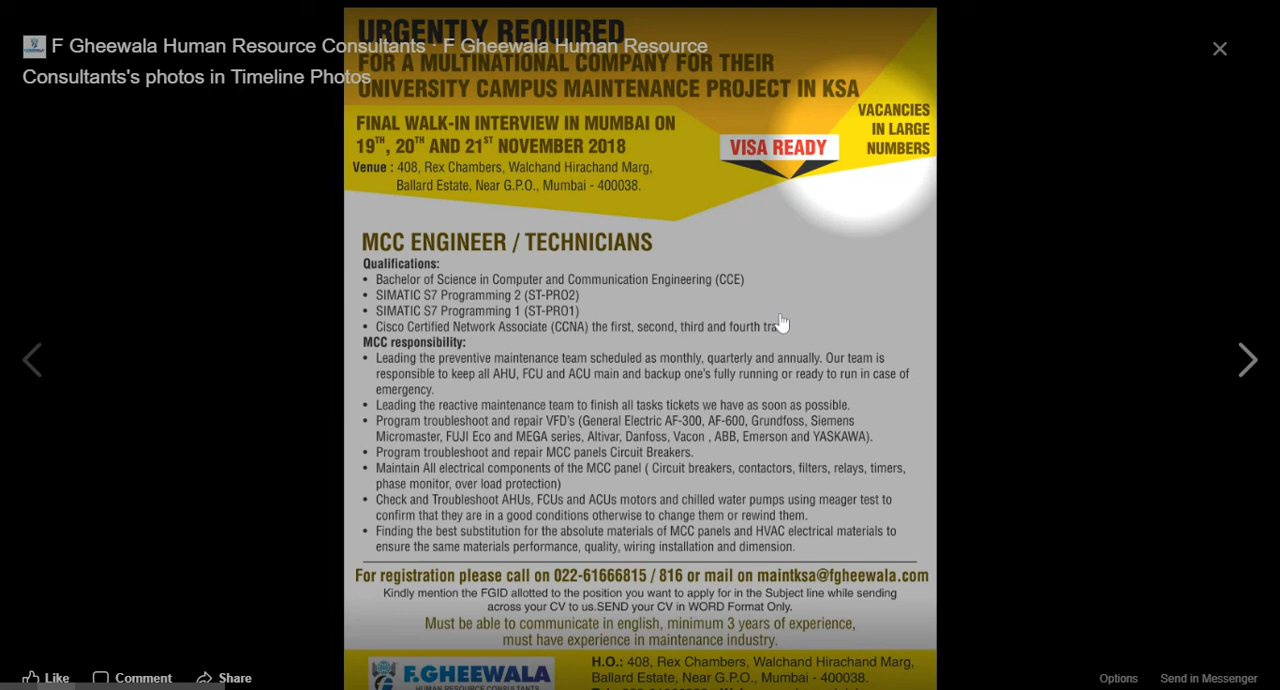 URGENTLY REQUIRED
F Gheewala Human Resource Consultants · F Gheewala Human Resource
Consultants's photos in Timeline Photos
FOR A MULTINATIONAL COMPANY FOR THEIR
UNIVERSITY CAMPUS MAINTENANCE PROJECT IN KSA
VACANCIES
IN LARGE
NUMBERS
FINAL WALK-IN INTERVIEW IN MUMBAI ON
19TH, 20TH AND 21ST NOVEMBER 2018
VISA READY
Venue : 408, Rex Chambers, Walchand Hirachand Marg,
Ballard Estate, Near G.P.O., Mumbai - 400038.
MCC ENGINEER / TECHNICIANS
Qualifications:
• Bachelor of Science in Computer and Communication Engineering (CCE)
• SIMATIC S7 Programming 2 (ST-PRO2)
• SIMATIC S7 Programming 1 (ST-PRO1)
• Cisco Certified Network Associate (CCNA) the first, second, third and fourth
MCC responsibility:
• Leading the preventive maintenance team scheduled as monthly, quarterly and annually. Our team is
responsible to keep all AHU, FCU and ACU main and backup one's fully running or ready to run in case of
emergency.
• Leading the reactive maintenance team to finish all tasks tickets we have as soon as possible.
• Program troubleshoot and repair VFD's (General Electric AF-300, AF-600, Grundfoss, Siemens
Micromaster, FUJI Eco and MEGA series, Altivar, Danfoss, Vacon , ABB, Emerson and YASKAWA).
• Program troubleshoot and repair MCC panels Circuit Breakers.
• Maintain All electrical components of the MCC panel ( Circuit breakers, contactors, filters, relays, timers,
phase monitor, over load protection)
• Check and Troubleshoot AHUs, FCUs and ACUs motors and chilled water pumps using meager test to
confirm that they are in a good conditions otherwise to change them or rewind them.
• Finding the best substitution for the absolute materials of MCC panels and HVAC electrical materials to
ensure the same materials performance, quality, wiring installation and dimension.
For registration please call on 022-61666815 / 816 or mail on maintksa@fgheewala.com
Kindly mention the FGID allotted to the position you want to apply for in the Subject line while sending
across your CV to us.SEND your CV in WORD Format Only.
Must be able to communicate in english, minimum 3 years of experience,
must have experience in maintenance industry.
F.GHEEWALA
HUMAN RESOURCE CONSULTANTS
H.O.: 408, Rex Chambers, Walchand Hirachand Marg,
Ballard Estate, Near G.P.O., Mumbai - 400038.
Like Comment Share
Options Send in Messenger